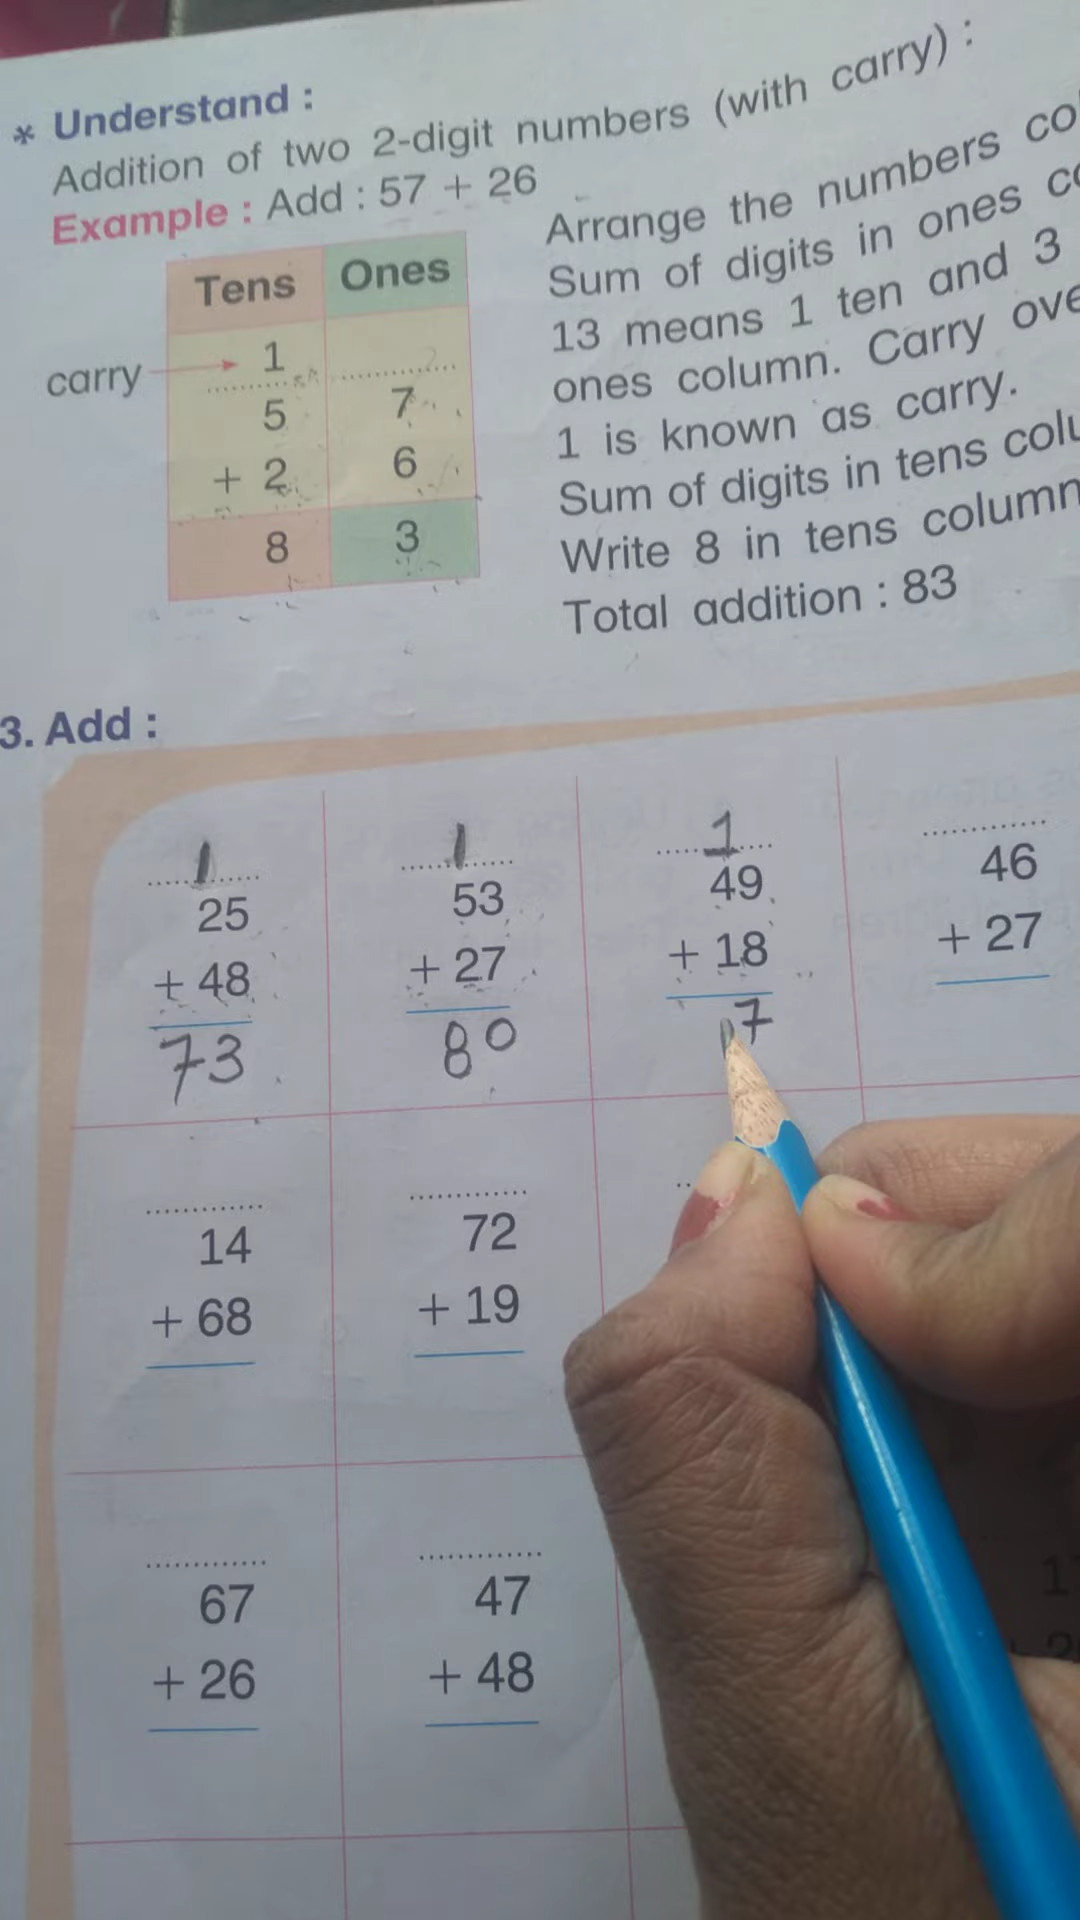 * Understand :
Addition of two 2-digit numbers (with carry) :
Example : Add : 57 + 26
Tens Ones
carry 1
5 7
+ 2 6
8 3
Arrange the numbers
Sum of digits in ones
13 means 1 ten and 3
ones column. Carry
1 is known as carry.
Sum of digits in tens
Write 8 in tens column
Total addition : 83
3. Add :
1 1 1
25 53 49 46
+ 48 + 27 + 18 + 27
73 80 7
14 72
+ 68 + 19
67 47
+ 26 + 48